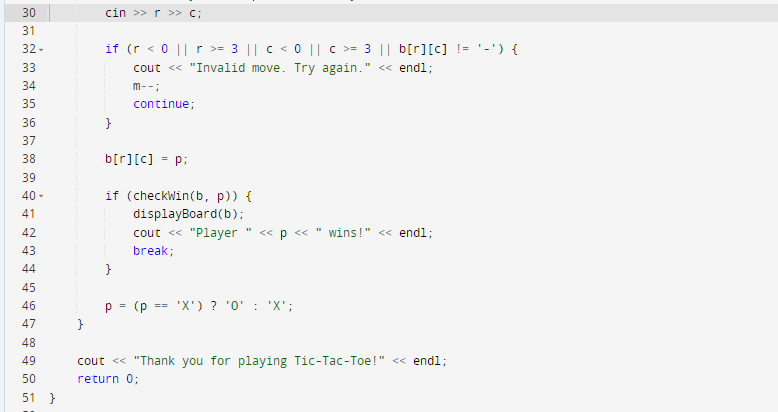 30 cin >> r >> c;
31
32 if (r < 0 || r >= 3 || c < 0 || c >= 3 || b[r][c] != '-') {
33 cout << "Invalid move. Try again." << endl;
34 m--;
35 continue;
36 }
37
38 b[r][c] = p;
39
40 if (checkWin(b, p)) {
41 displayBoard(b);
42 cout << "Player " << p << " wins!" << endl;
43 break;
44 }
45
46 p = (p == 'X') ? 'O' : 'X';
47 }
48
49 cout << "Thank you for playing Tic-Tac-Toe!" << endl;
50 return 0;
51 }